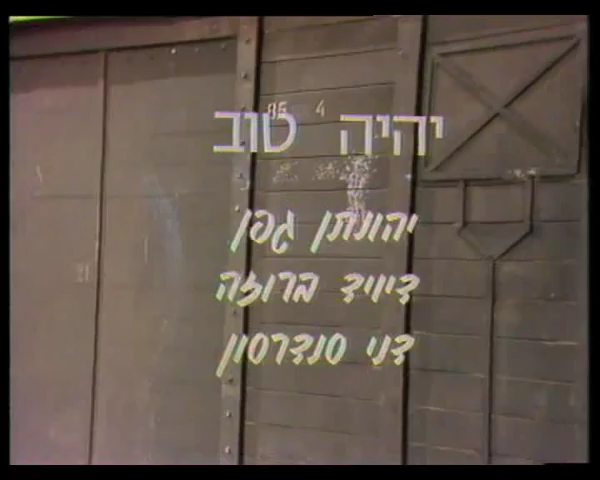 יהיה טוב
85 4
יהונתן גפן
דיויד ברוזה
דני סנדרסון